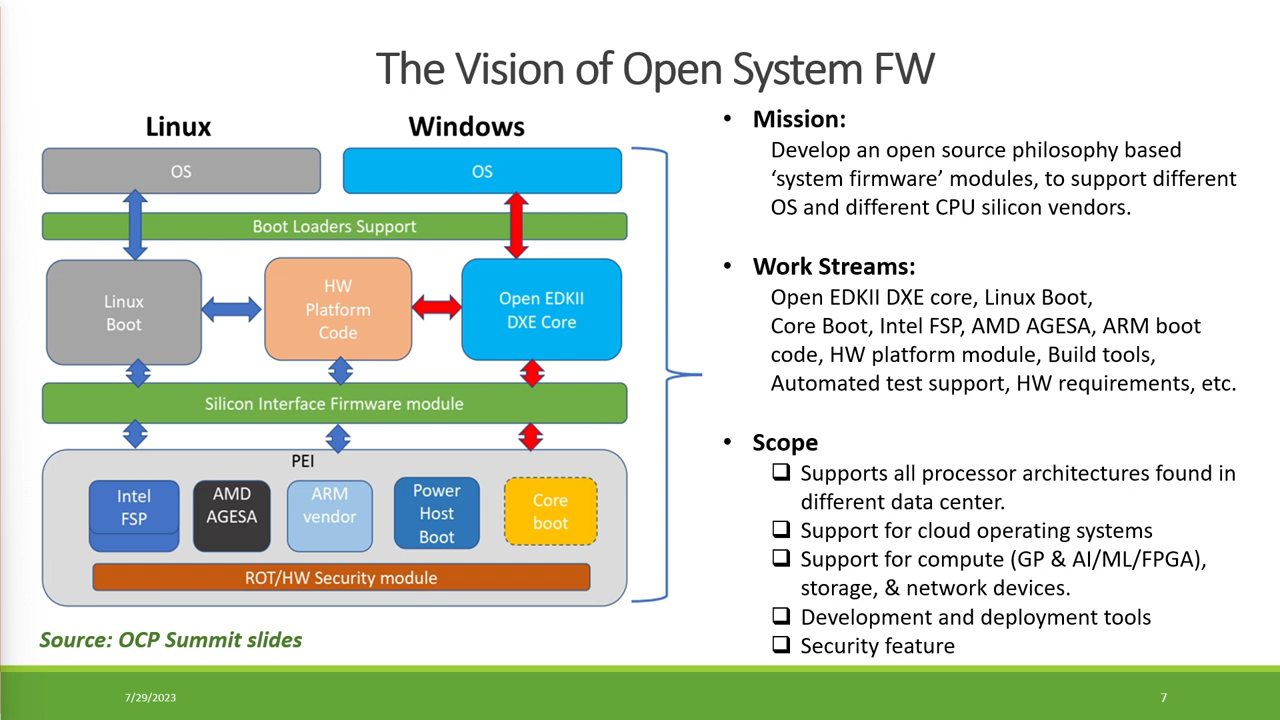 The Vision of Open System FW
Linux
Windows
OS
OS
Boot Loaders Support
Linux
Boot
HW
Platform
Code
Open EDKII
DXE Core
Silicon Interface Firmware module
PEI
Intel
FSP
AMD
AGESA
ARM
vendor
Power
Host
Boot
Core
boot
ROT/HW Security module
Source: OCP Summit slides
• Mission:
Develop an open source philosophy based
‘system firmware’ modules, to support different
OS and different CPU silicon vendors.
• Work Streams:
Open EDKII DXE core, Linux Boot,
Core Boot, Intel FSP, AMD AGESA, ARM boot
code, HW platform module, Build tools,
Automated test support, HW requirements, etc.
• Scope
❑ Supports all processor architectures found in
different data center.
❑ Support for cloud operating systems
❑ Support for compute (GP & AI/ML/FPGA),
storage, & network devices.
❑ Development and deployment tools
❑ Security feature
7/29/2023
7